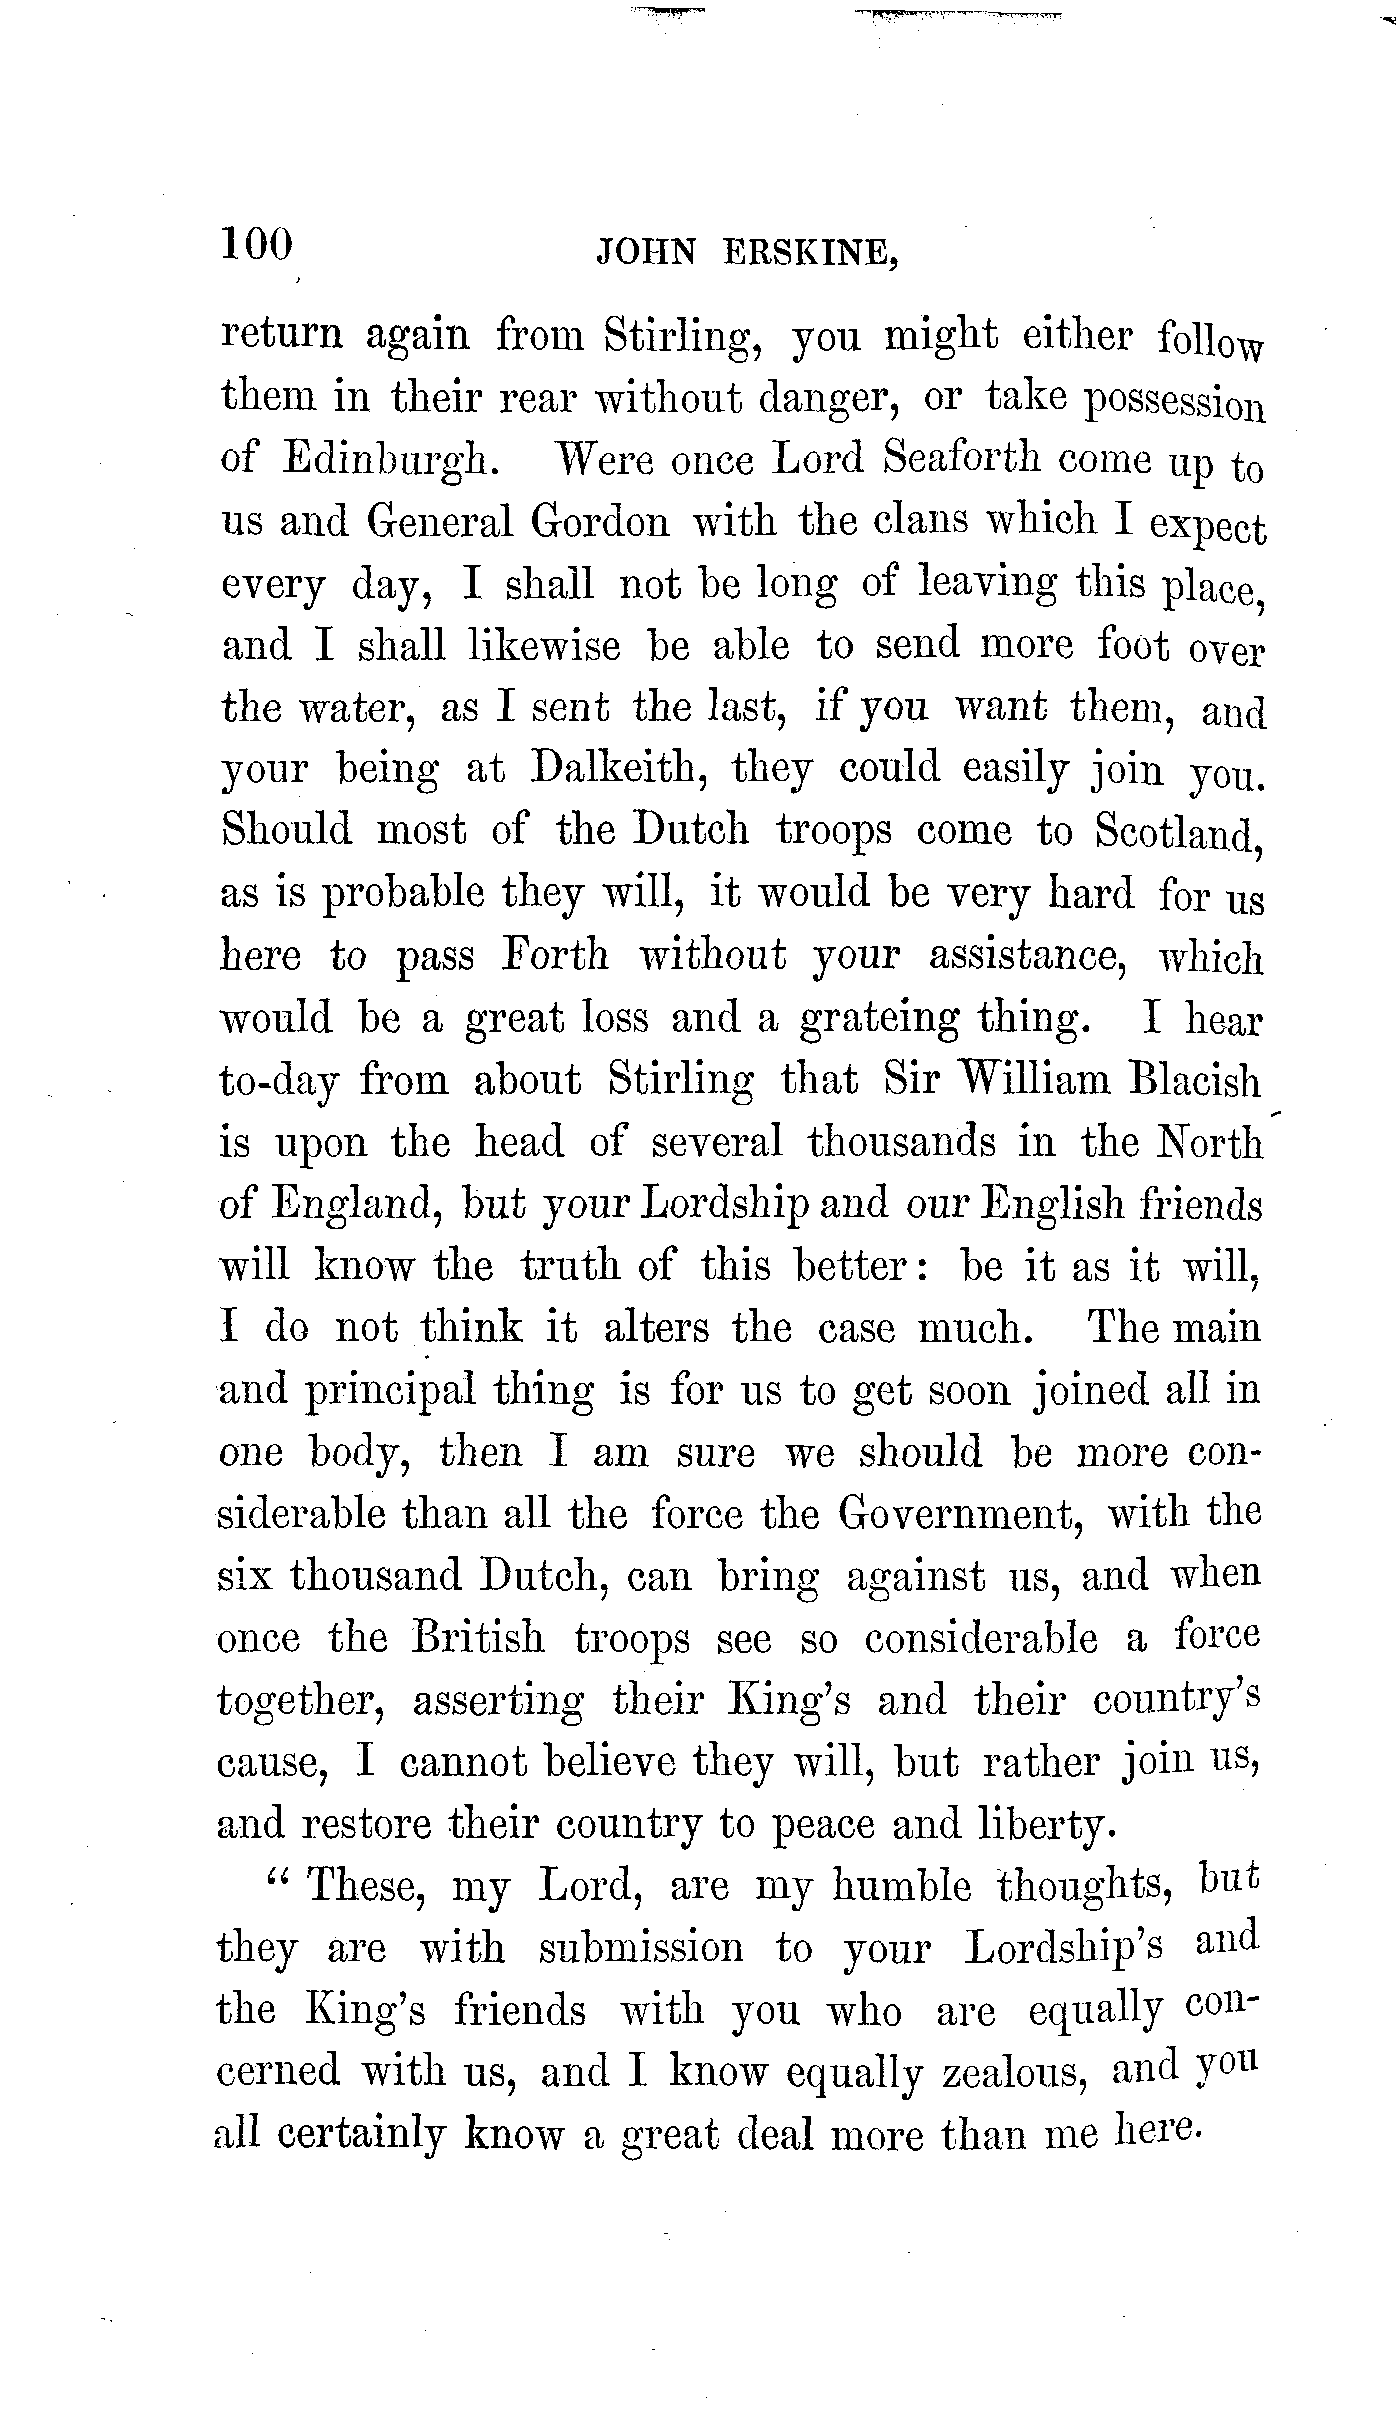 100 JOHN ERSKINE,
return again from Stirling, you might either follow
them in their rear without danger, or take possession
of Edinburgh. Were once Lord Seaforth come up to
us and General Gordon with the clans which I expect
every day, I shall not be long of leaving this place,
and I shall likewise be able to send more foot over
the water, as I sent the last, if you want them, and
your being at Dalkeith, they could easily join you.
Should most of the Dutch troops come to Scotland,
as is probable they will, it would be very hard for us
here to pass Forth without your assistance, which
would be a great loss and a grateing thing. I hear
to-day from about Stirling that Sir William Blacish
is upon the head of several thousands in the North
of England, but your Lordship and our English friends
will know the truth of this better: be it as it will,
I do not think it alters the case much. The main
and principal thing is for us to get soon joined all in
one body, then I am sure we should be more con-
siderable than all the force the Government, with the
six thousand Dutch, can bring against us, and when
once the British troops see so considerable a force
together, asserting their King's and their country's
cause, I cannot believe they will, but rather join us,
and restore their country to peace and liberty.
“ These, my Lord, are my humble thoughts, but
they are with submission to your Lordship's and
the King's friends with you who are equally con-
cerned with us, and I know equally zealous, and you
all certainly know a great deal more than me here.